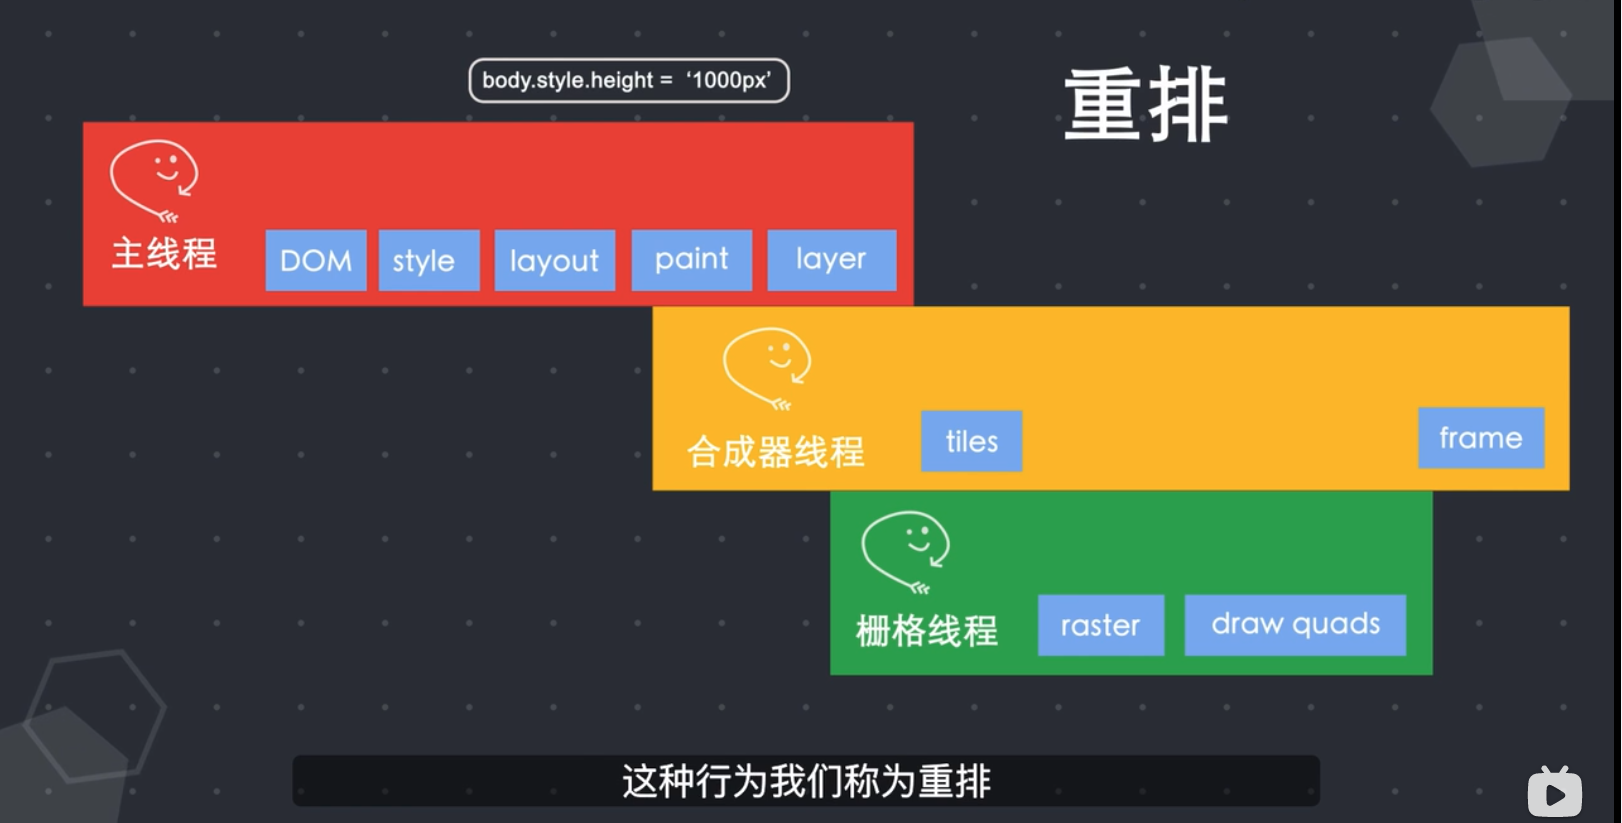 body.style.height = ‘1000px’
重排
主线程
DOM
style
layout
paint
layer
合成器线程
tiles
frame
栅格线程
raster
draw quads
这种行为我们称为重排